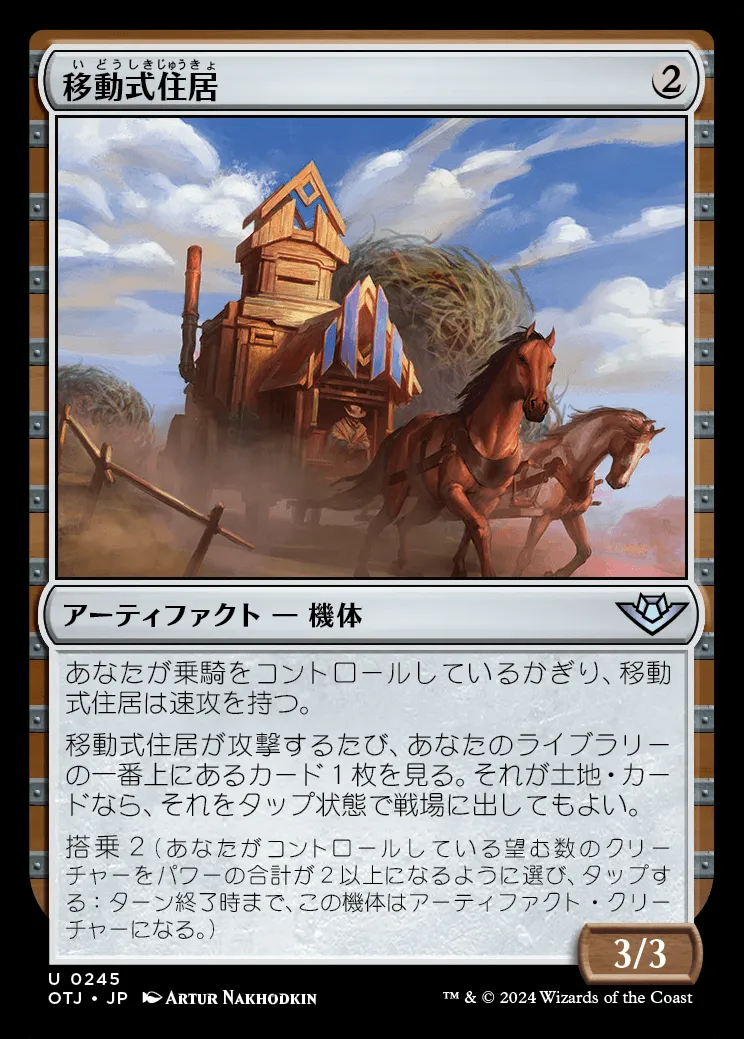 いどうしきじゅうきょ
移動式住居
2
アーティファクト — 機体
あなたが乗騎をコントロールしているかぎり、移動
式住居は速攻を持つ。
移動式住居が攻撃するたび、あなたのライブラリー
の一番上にあるカード1枚を見る。それが土地・カー
ドなら、それをタップ状態で戦場に出してもよい。
搭乗2（あなたがコントロールしている望む数のクリー
チャーをパワーの合計が2以上になるように選び、タップす
る：ターン終了時まで、この機体はアーティファクト・クリー
チャーになる。）
3/3
U 0245
OTJ • JP Artur Nakhodkin
™ & © 2024 Wizards of the Coast